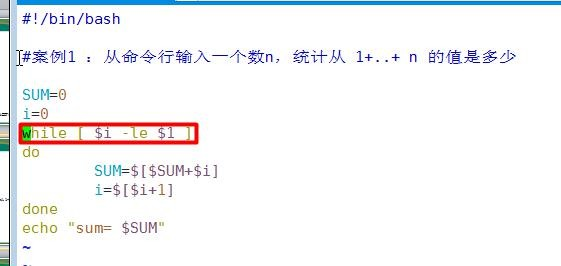 #!/bin/bash
#案例1 ：从命令行输入一个数n，统计从 1+..+ n 的值是多少
SUM=0
i=0
while [ $i -le $1 ]
do
SUM=$[$SUM+$i]
i=$[$i+1]
done
echo "sum= $SUM"
~
~